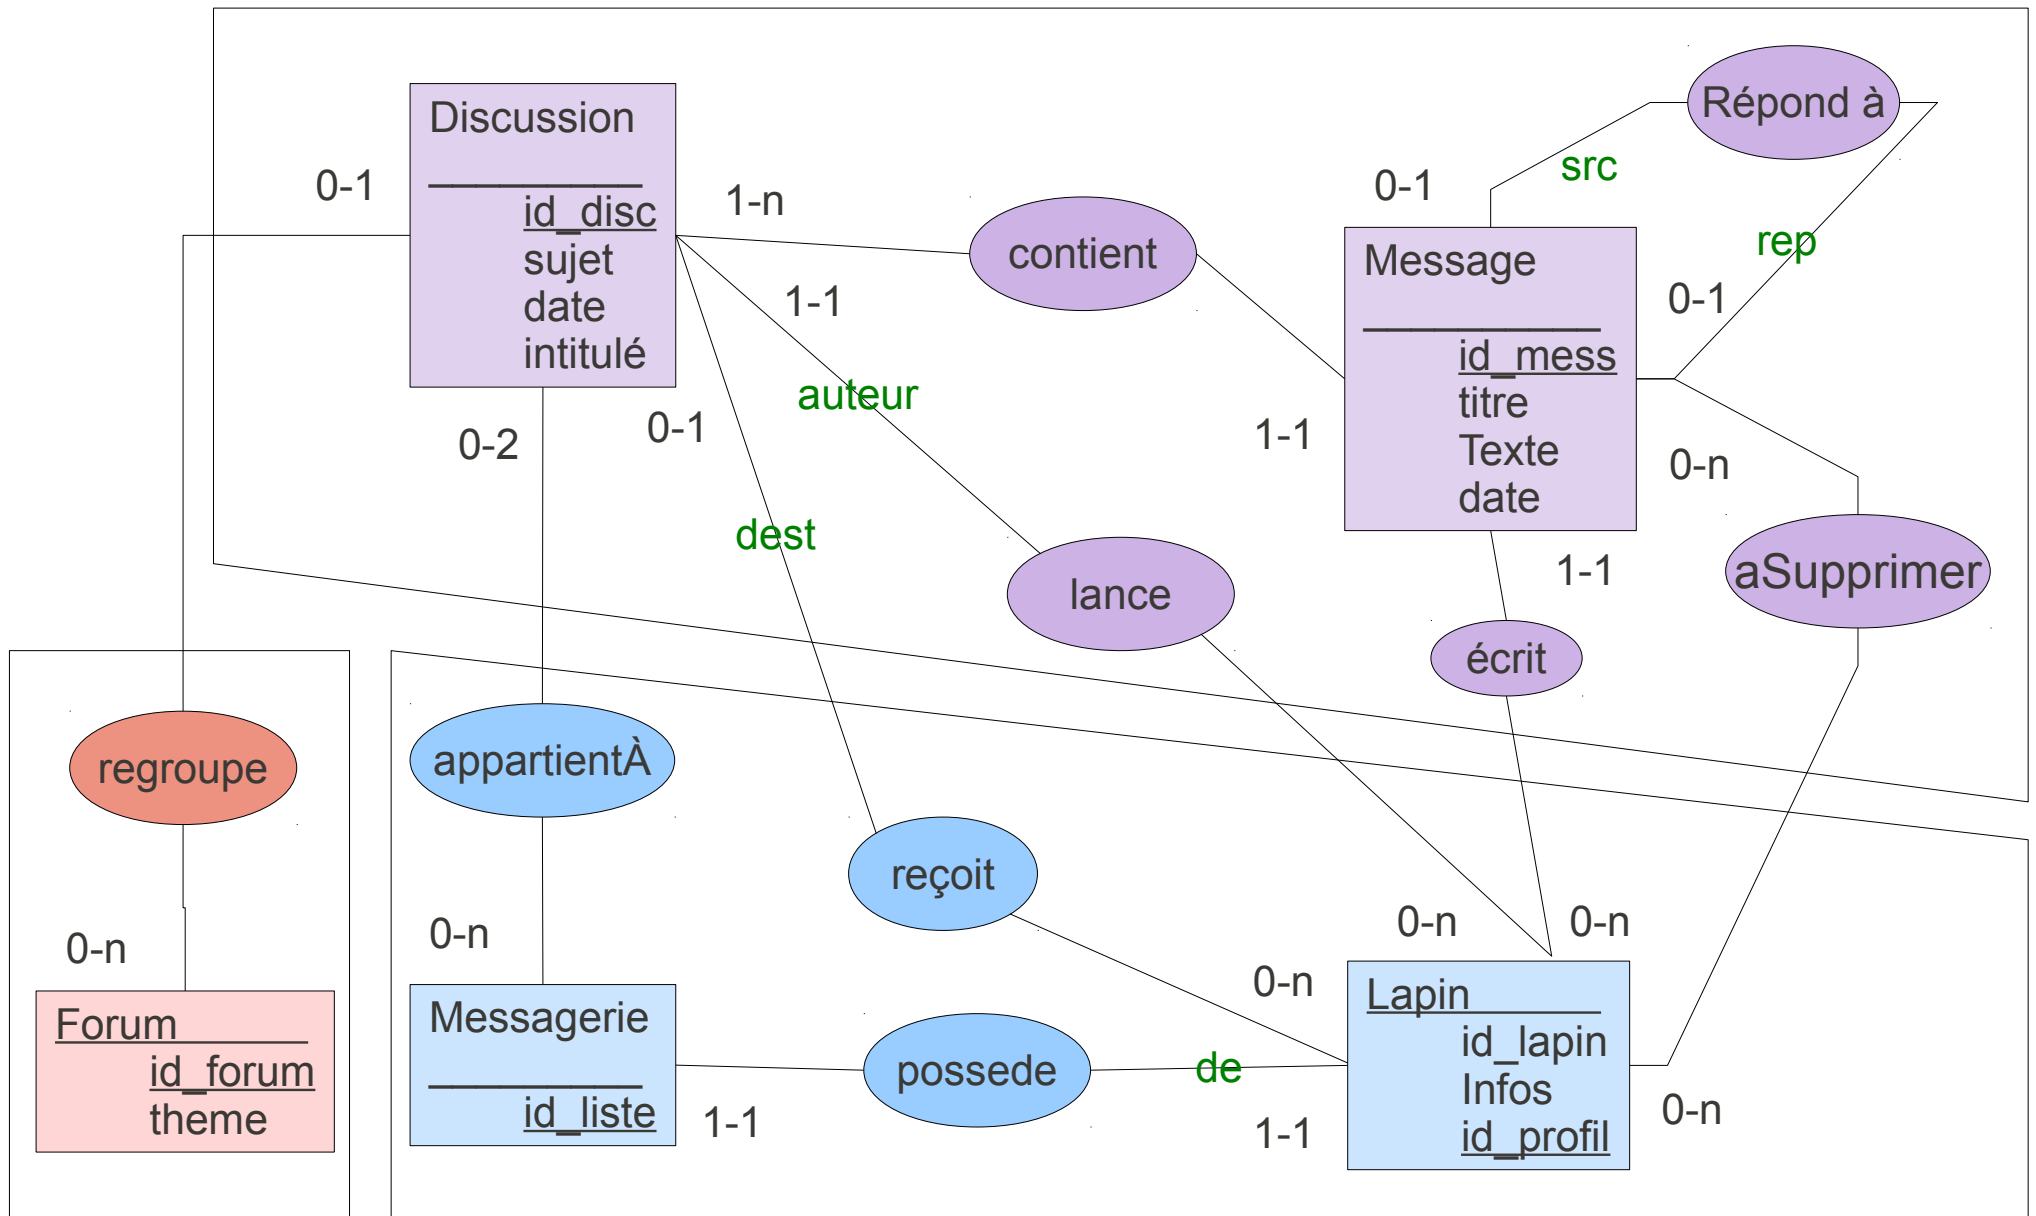 Discussion
id_disc
sujet
date
intitulé
0-1
1-n
1-1
0-1
0-2
contient
Répond à
src
rep
0-1
0-1
Message
id_mess
titre
Texte
date
1-1
0-n
1-1
auteur
dest
lance
écrit
aSupprimer
regroupe
appartientÀ
reçoit
0-n
0-n
0-n
0-n
0-n
Forum
id_forum
theme
Messagerie
id_liste
1-1
possede
de
1-1
Lapin
id_lapin
Infos
id_profil
0-n